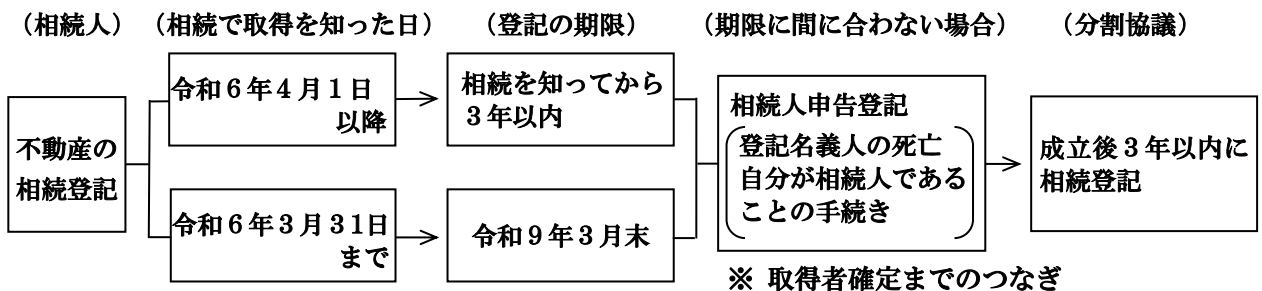 (相続人)
(相続で取得を知った日)
(登記の期限)
(期限に間に合わない場合)
(分割協議)
不動産の
相続登記
令和６年４月１日
以降
令和６年３月３1日
まで
相続を知ってから
３年以内
令和９年３月末
相続人申告登記
登記名義人の死亡
自分が相続人である
ことの手続き
※ 取得者確定までのつなぎ
成立後３年以内に
相続登記